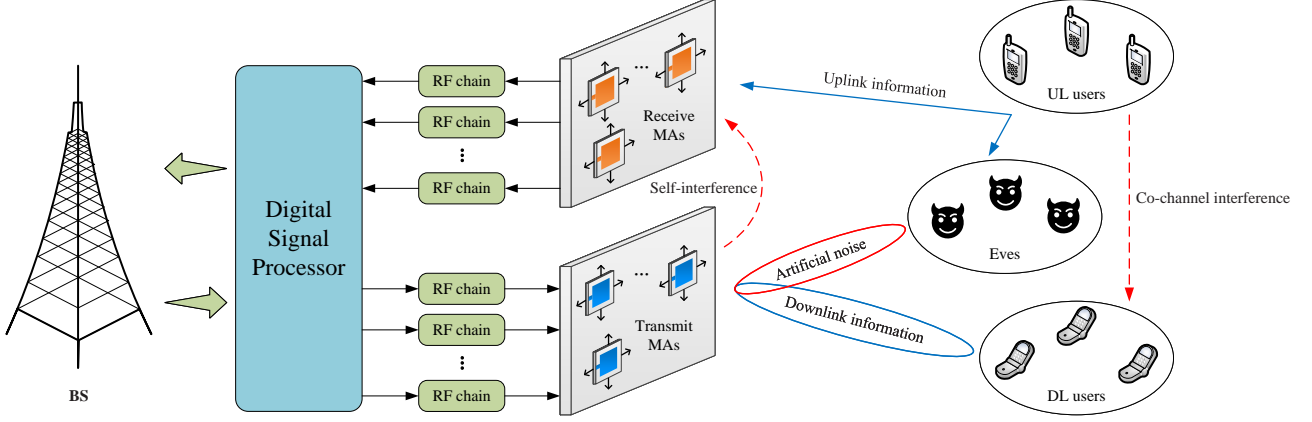 BS
Digital
Signal
Processor
RF chain
RF chain
RF chain
RF chain
RF chain
RF chain
...
Receive
MAs
Self-interference
...
Transmit
MAs
Uplink information
UL users
Eves
Co-channel interference
Artificial noise
Downlink information
DL users